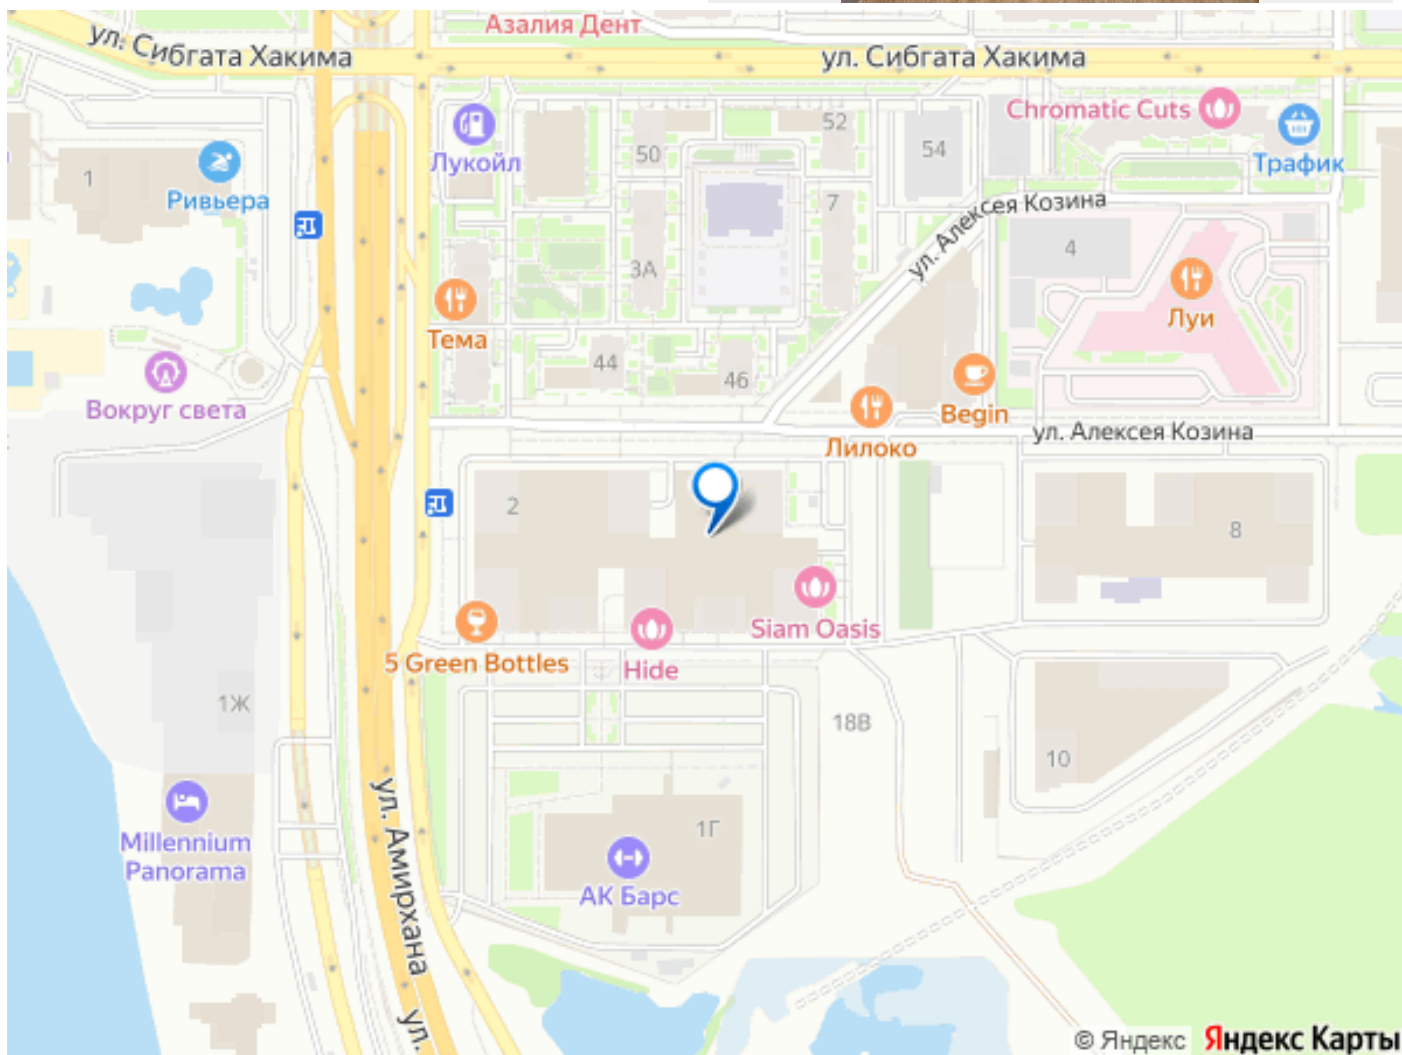 Азалия Дент
ул. Сибгата Хакима
ул. Сибгата Хакима
Chromatic Cuts
Лукойл
52
Трафик
50
54
1
Ривьера
7
ул. Алексея Козина
4
3А
Луи
Тема
44
46
Вокруг света
Begin
ул. Алексея Козина
Лилоко
2
8
Siam Oasis
5 Green Bottles
Hide
1Ж
18В
10
ул. Амирхана
1Г
Millennium
Panorama
АК Барс
ул.
© Яндекс Яндекс Карты